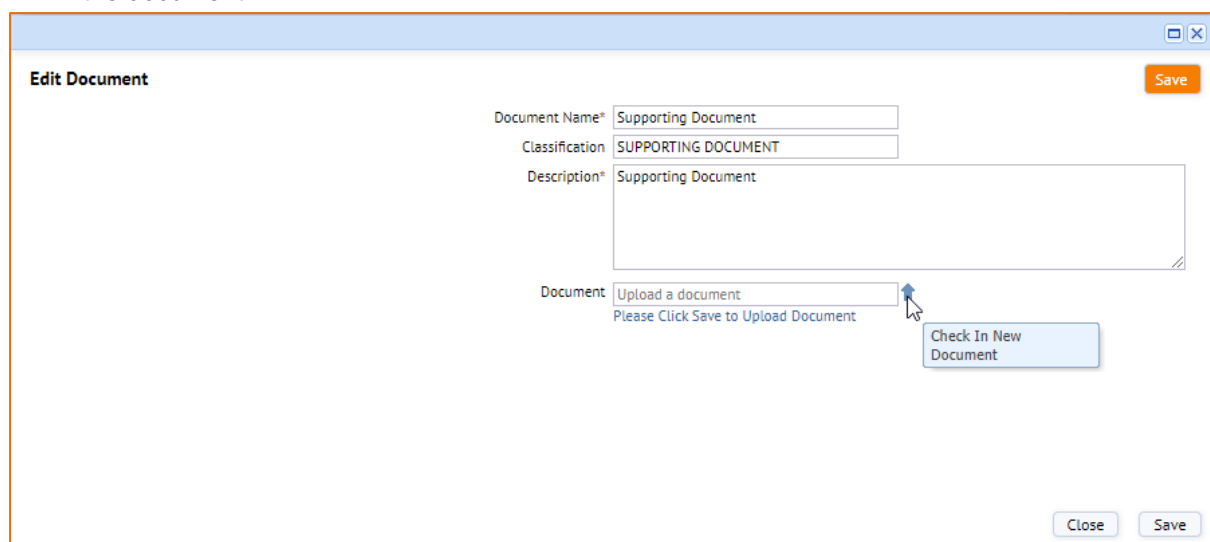 Edit Document
Save
Document Name* Supporting Document
Classification SUPPORTING DOCUMENT
Description* Supporting Document
Document Upload a document
Please Click Save to Upload Document
Check In New
Document
Close Save